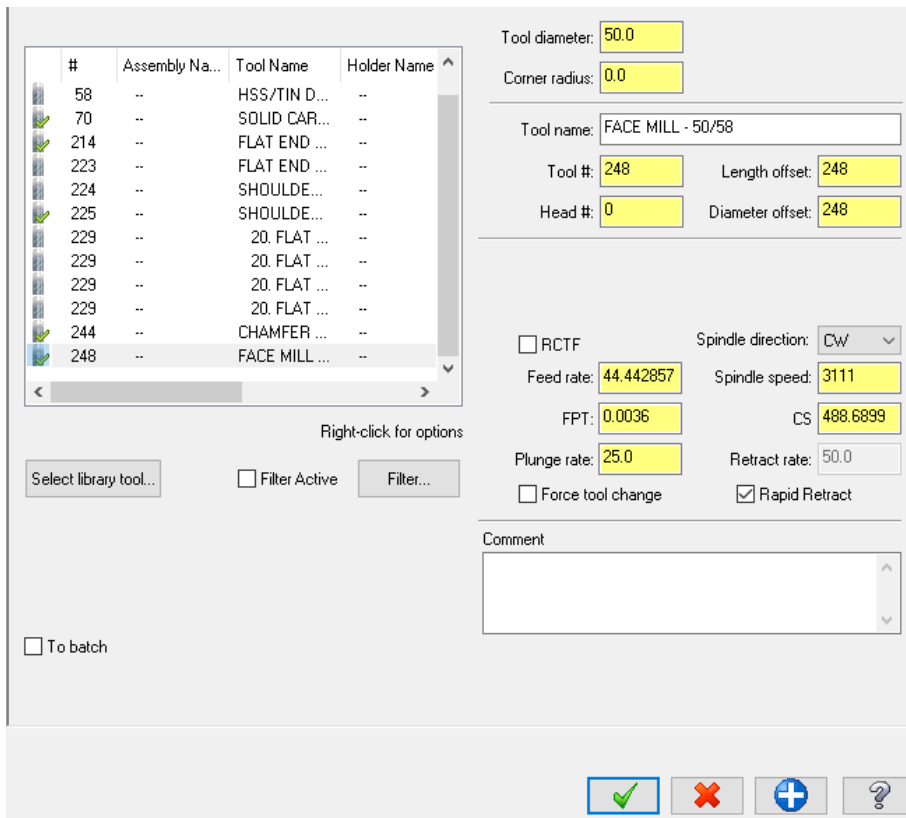 # Assembly Na... Tool Name Holder Name
58 -- HSS/TIN D... --
70 -- SOLID CAR... --
214 -- FLAT END ... --
223 -- FLAT END ... --
224 -- SHOULDE... --
225 -- SHOULDE... --
229 -- 20. FLAT ... --
229 -- 20. FLAT ... --
229 -- 20. FLAT ... --
229 -- 20. FLAT ... --
244 -- CHAMFER ... --
248 -- FACE MILL ... --
Right-click for options
Select library tool...
Filter Active
Filter...
To batch
Tool diameter: 50.0
Corner radius: 0.0
Tool name: FACE MILL - 50/58
Tool #: 248 Length offset: 248
Head #: 0 Diameter offset: 248
RCTF Spindle direction: CW
Feed rate: 44.442857 Spindle speed: 3111
FPT: 0.0036 CS 488.6899
Plunge rate: 25.0 Retract rate: 50.0
Force tool change Rapid Retract
Comment